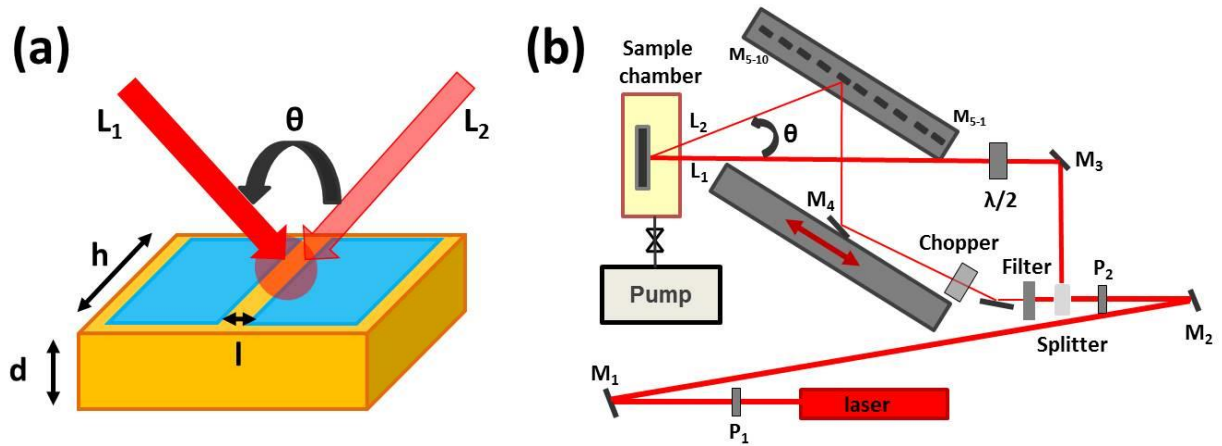 (a)
L₁
θ
L₂
h
l
d
(b)
Sample
chamber
M₅₋₁₀
M₅₋₁
L₂
θ
L₁
M₃
λ/2
M₄
Chopper
Filter
P₂
Pump
Splitter
M₂
M₁
laser
P₁